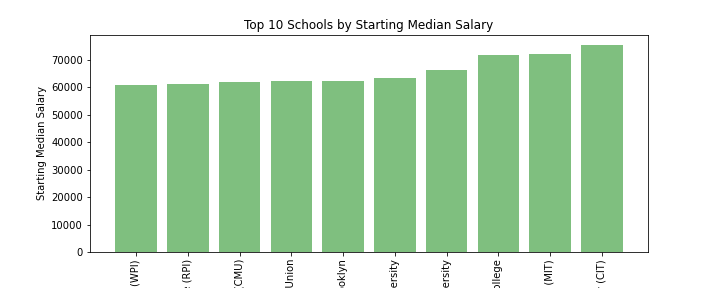 Top 10 Schools by Starting Median Salary
Starting Median Salary
70000
60000
50000
40000
30000
20000
10000
0
(WPI)
(RPI)
(CMU)
Union
ooklyn
ersity
ersity
ollege
(MIT)
(CIT)